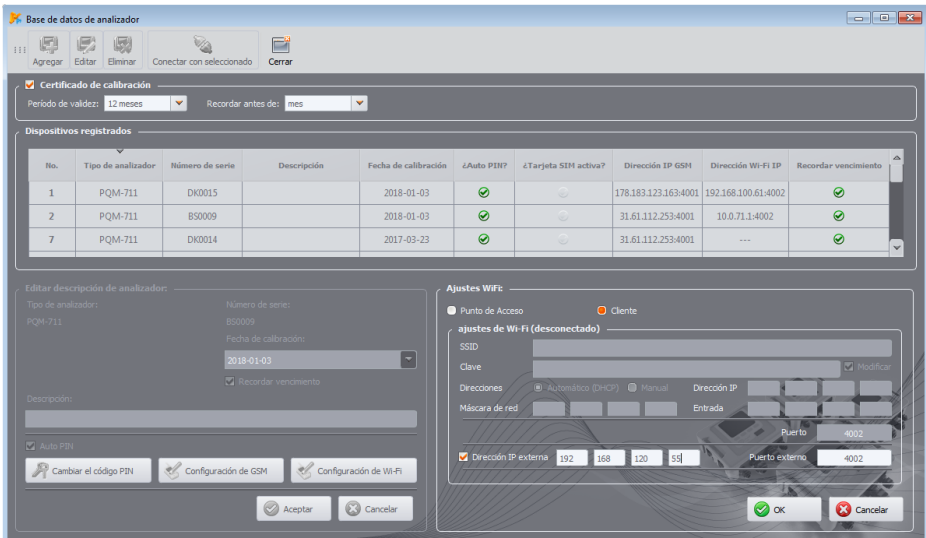 Base de datos de analizador
Agregar Editar Eliminar Conectar con seleccionado Cerrar
Certificado de calibración
Período de validez: 12 meses Recordar antes de: mes
Dispositivos registrados
No. Tipo de analizador Número de serie Descripción Fecha de calibración ¿Auto PIN? ¿Tarjeta SIM activa? Dirección IP GSM Dirección Wi-Fi IP Recordar vencimiento
1 PQM-711 DK0015 2018-01-03 178.183.123.163:4001 192.168.100.61:4002
2 PQM-711 BS0009 2018-01-03 31.61.112.253:4001 10.0.71.1:4002
7 PQM-711 DK0014 2017-03-23 31.61.112.253:4001 ---
Editar descripción de analizador:
Tipo de analizador: Número de serie:
PQM-711 BS0009
Fecha de calibración:
2018-01-03
Recordar vencimiento
Descripción:
Auto PIN
Cambiar el código PIN Configuración de GSM Configuración de Wi-Fi
Aceptar Cancelar
Ajustes WiFi:
Punto de Acceso Cliente
ajustes de Wi-Fi (desconectado)
SSID
Clave Modificar
Direcciones Automático (DHCP) Manual Dirección IP
Máscara de red Entrada
Puerto 4002
Dirección IP externa 192 168 120 55 Puerto externo 4002
OK Cancelar